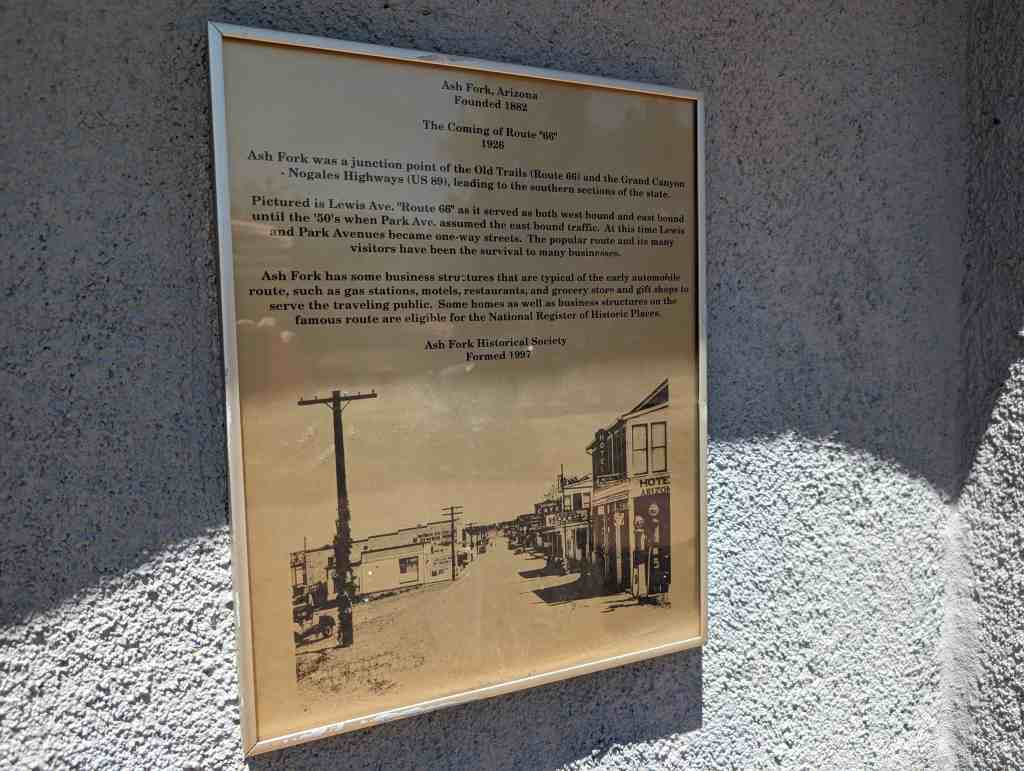 Ash Fork, Arizona
Founded 1882
The Coming of Route "66"
1926
Ash Fork was a junction point of the Old Trails (Route 66) and the Grand Canyon
- Nogales Highways (US 89), leading to the southern sections of the state.
Pictured is Lewis Ave. "Route 66" as it served as both west bound and east bound
until the '50's when Park Ave. assumed the east bound traffic. At this time Lewis
and Park Avenues became one-way streets. The popular route and its many
visitors have been the survival to many businesses.
Ash Fork has some business structures that are typical of the early automobile
route, such as gas stations, motels, restaurants, and grocery store and gift shops to
serve the traveling public. Some homes as well as business structures on the
famous route are eligible for the National Register of Historic Places.
Ash Fork Historical Society
Formed 1997
HOTEL
HOTE
ARIZO